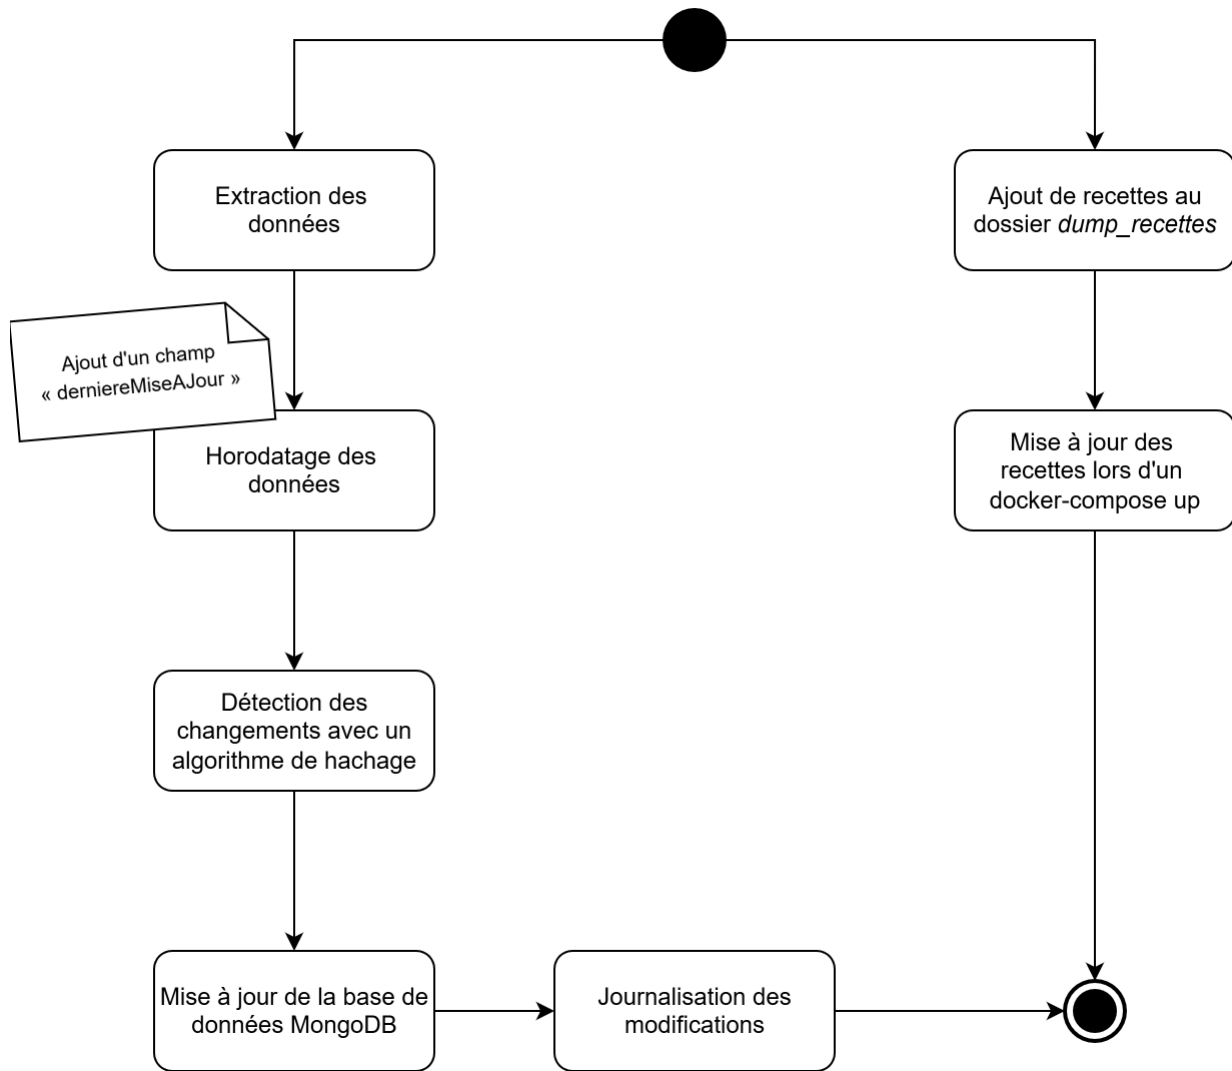 Extraction des
données
Ajout de recettes au
dossier dump_recettes
Ajout d'un champ
« derniereMiseAJour »
Horodatage des
données
Mise à jour des
recettes lors d'un
docker-compose up
Détection des
changements avec un
algorithme de hachage
Mise à jour de la base de
données MongoDB
Journalisation des
modifications